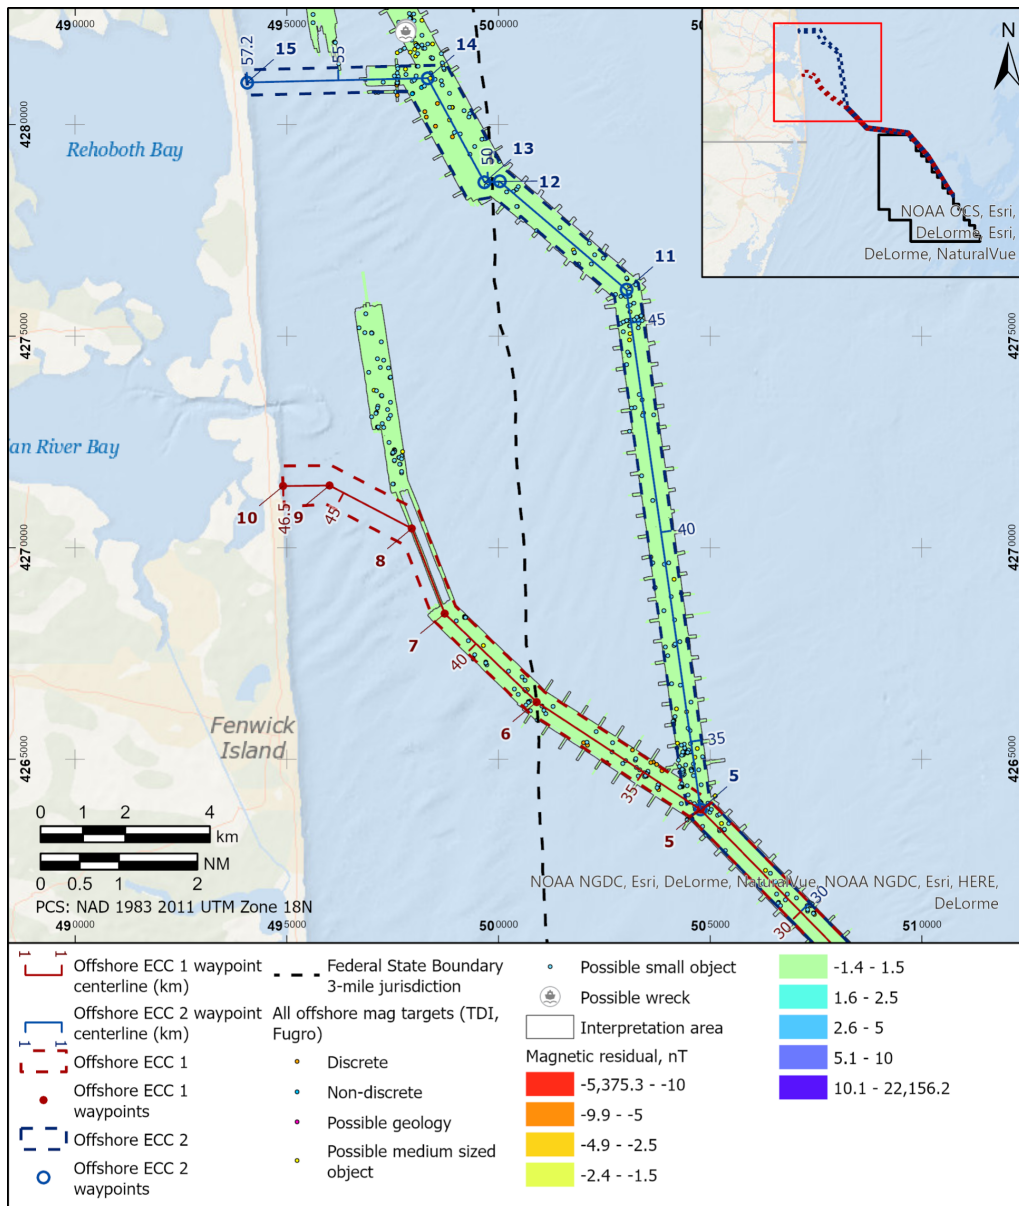 490000
495000
500000
505000
57.2
15
55
14
N
4280000
4280000
Rehoboth Bay
13
50
12
NOAA OCS, Esri,
DeLorme, Esri,
DeLorme, NaturalVue
11
45
4275000
4275000
an River Bay
10
46.5
9
45
8
40
4270000
4270000
7
40
6
Fenwick
Island
35
4265000
4265000
35
5
5
0 1 2 4
km
NM
0 0.5 1 2
PCS: NAD 1983 2011 UTM Zone 18N
NOAA NGDC, Esri, DeLorme, NaturalVue, NOAA NGDC, Esri, HERE,
DeLorme
30
30
490000
495000
500000
505000
510000
Offshore ECC 1 waypoint
centerline (km)
Offshore ECC 2 waypoint
centerline (km)
Offshore ECC 1
Offshore ECC 1
waypoints
Offshore ECC 2
Offshore ECC 2
waypoints
Federal State Boundary
3-mile jurisdiction
All offshore mag targets (TDI,
Fugro)
Discrete
Non-discrete
Possible geology
Possible medium sized
object
Possible small object
Possible wreck
Interpretation area
Magnetic residual, nT
-5,375.3 - -10
-9.9 - -5
-4.9 - -2.5
-2.4 - -1.5
-1.4 - 1.5
1.6 - 2.5
2.6 - 5
5.1 - 10
10.1 - 22,156.2